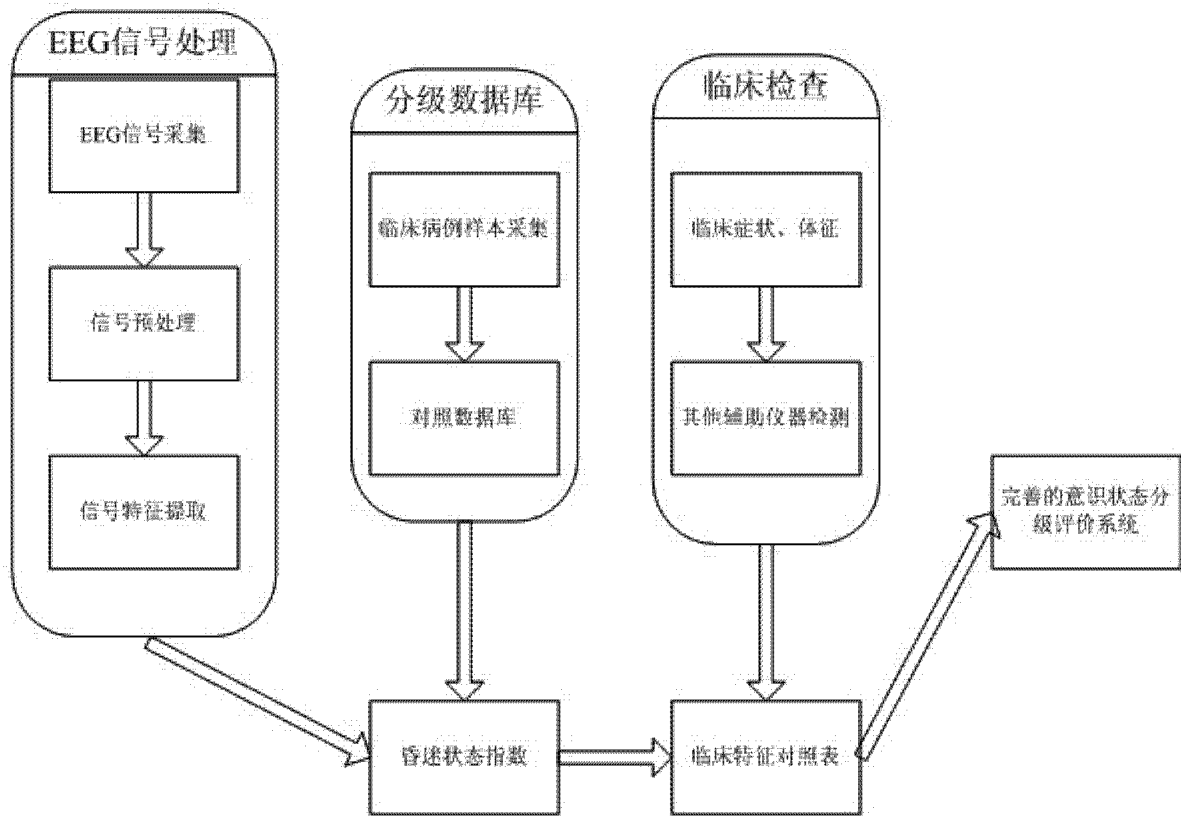 EEG信号处理
EEG信号采集
信号预处理
信号特征提取
分级数据库
临床病例样本采集
对照数据库
临床检查
临床症状、体征
其他辅助仪器检测
昏迷状态指数
临床特征对照表
完善的意识状态分
级评价系统